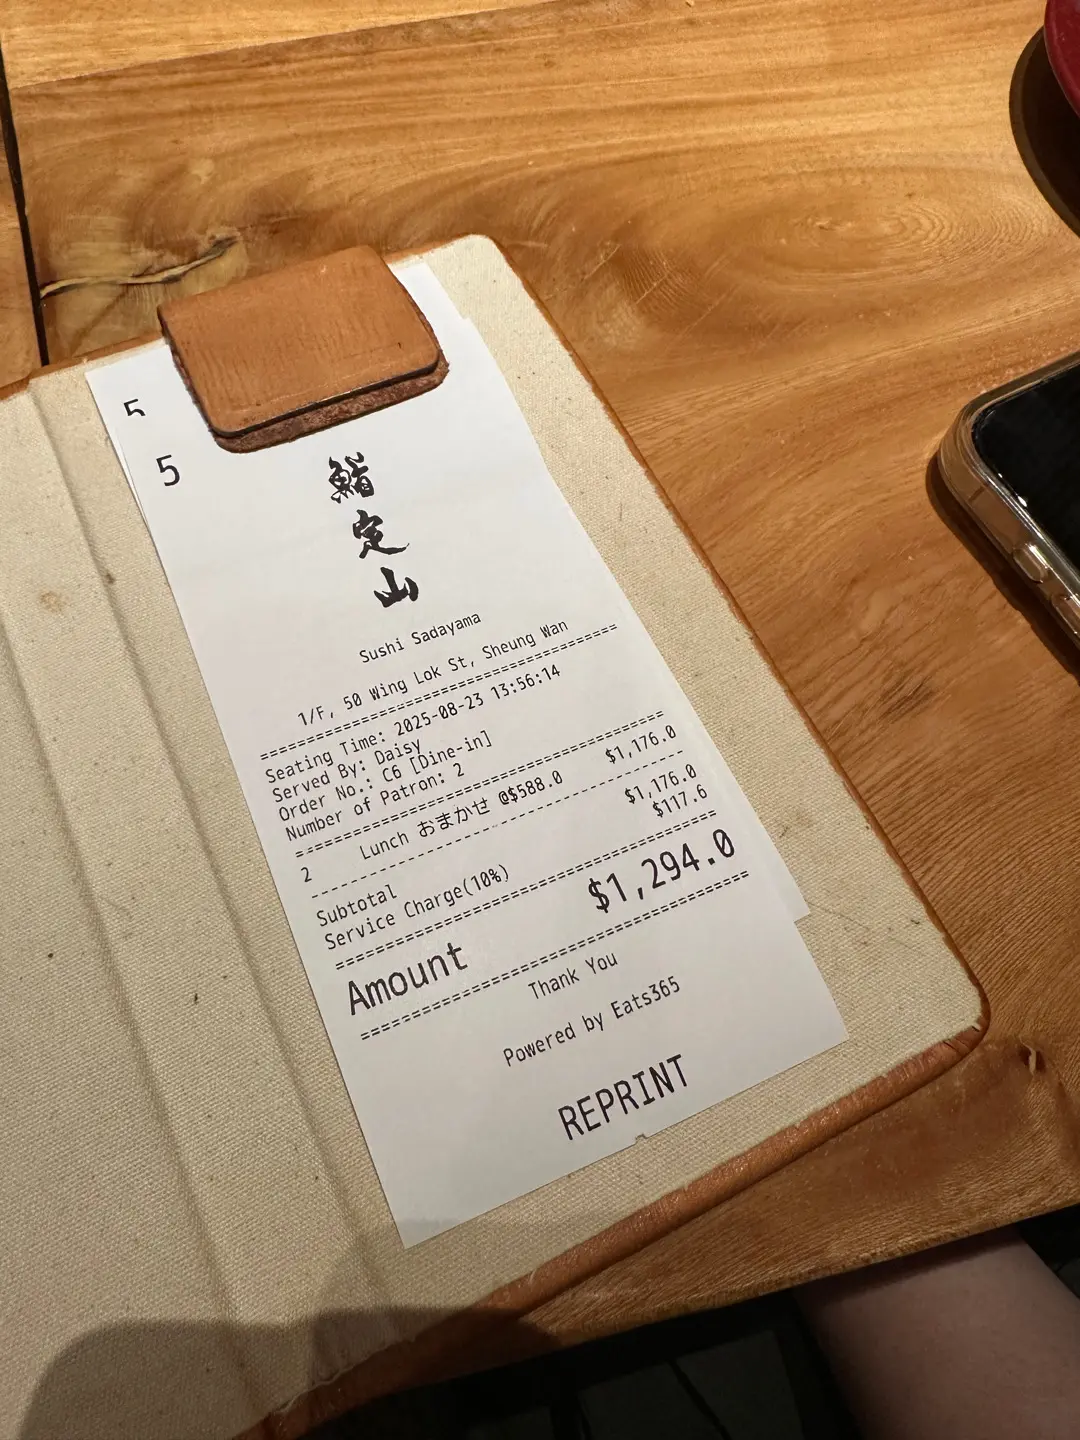 5
5
鮨
定
山
Sushi Sadayama
1/F, 50 Wing Lok St, Sheung Wan
Seating Time: 2025-08-23 13:56:14
Served By: Daisy
Order No.: C6 [Dine-in]
Number of Patron: 2
2 Lunch おまかせ @$588.0 $1,176.0
Subtotal $1,176.0
Service Charge(10%) $117.6
Amount $1,294.0
Thank You
Powered by Eats365
REPRINT